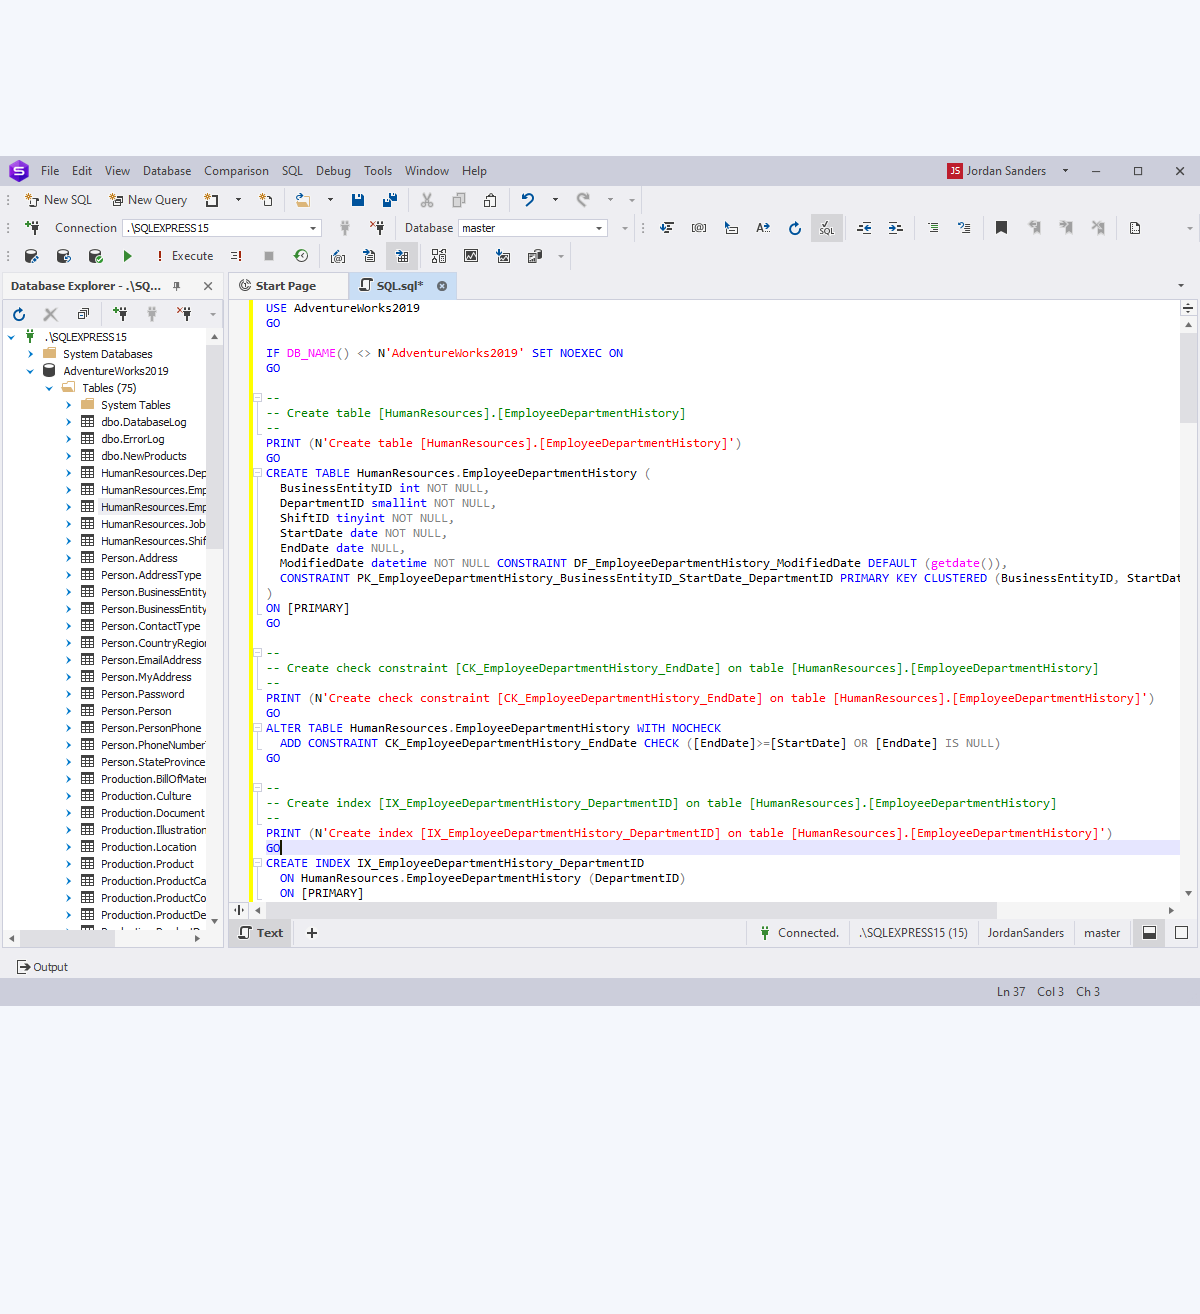 S File Edit View Database Comparison SQL Debug Tools Window Help JS Jordan Sanders
New SQL New Query
Connection .\SQLEXPRESS15 Database master
Execute
Database Explorer - .\SQ... Start Page SQL.sql*
.\SQLEXPRESS15
System Databases
AdventureWorks2019
Tables (75)
System Tables
dbo.DatabaseLog
dbo.ErrorLog
dbo.NewProducts
HumanResources.Dep
HumanResources.Emp
HumanResources.Emp
HumanResources.Job
HumanResources.Shif
Person.Address
Person.AddressType
Person.BusinessEntity
Person.BusinessEntity
Person.ContactType
Person.CountryRegion
Person.EmailAddress
Person.MyAddress
Person.Password
Person.Person
Person.PersonPhone
Person.PhoneNumber
Person.StateProvince
Production.BillOfMater
Production.Culture
Production.Document
Production.Illustration
Production.Location
Production.Product
Production.ProductCa
Production.ProductCo
Production.ProductDe
USE AdventureWorks2019
GO
IF DB_NAME() <> N'AdventureWorks2019' SET NOEXEC ON
GO
--
-- Create table [HumanResources].[EmployeeDepartmentHistory]
--
PRINT (N'Create table [HumanResources].[EmployeeDepartmentHistory]')
GO
CREATE TABLE HumanResources.EmployeeDepartmentHistory (
BusinessEntityID int NOT NULL,
DepartmentID smallint NOT NULL,
ShiftID tinyint NOT NULL,
StartDate date NOT NULL,
EndDate date NULL,
ModifiedDate datetime NOT NULL CONSTRAINT DF_EmployeeDepartmentHistory_ModifiedDate DEFAULT (getdate()),
CONSTRAINT PK_EmployeeDepartmentHistory_BusinessEntityID_StartDate_DepartmentID PRIMARY KEY CLUSTERED (BusinessEntityID, StartDat
)
ON [PRIMARY]
GO
--
-- Create check constraint [CK_EmployeeDepartmentHistory_EndDate] on table [HumanResources].[EmployeeDepartmentHistory]
--
PRINT (N'Create check constraint [CK_EmployeeDepartmentHistory_EndDate] on table [HumanResources].[EmployeeDepartmentHistory]')
GO
ALTER TABLE HumanResources.EmployeeDepartmentHistory WITH NOCHECK
ADD CONSTRAINT CK_EmployeeDepartmentHistory_EndDate CHECK ([EndDate]>=[StartDate] OR [EndDate] IS NULL)
GO
--
-- Create index [IX_EmployeeDepartmentHistory_DepartmentID] on table [HumanResources].[EmployeeDepartmentHistory]
--
PRINT (N'Create index [IX_EmployeeDepartmentHistory_DepartmentID] on table [HumanResources].[EmployeeDepartmentHistory]')
GO
CREATE INDEX IX_EmployeeDepartmentHistory_DepartmentID
ON HumanResources.EmployeeDepartmentHistory (DepartmentID)
ON [PRIMARY]
Text Connected. .\SQLEXPRESS15 (15) JordanSanders master
Output
Ln 37 Col 3 Ch 3